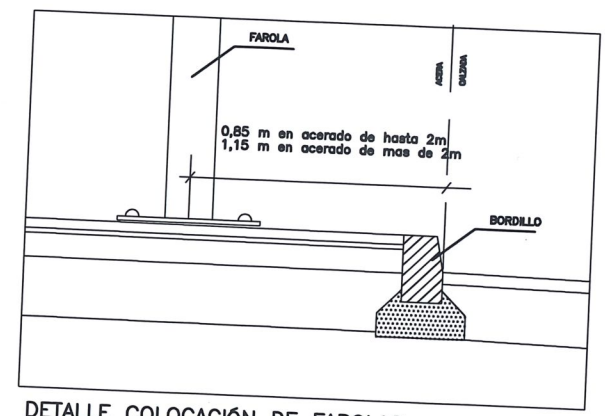 FAROLA
ACERA
CALZADA
0,85 m en acerado de hasta 2m
1,15 m en acerado de mas de 2m
BORDILLO
DETALLE COLOCACIÓN DE